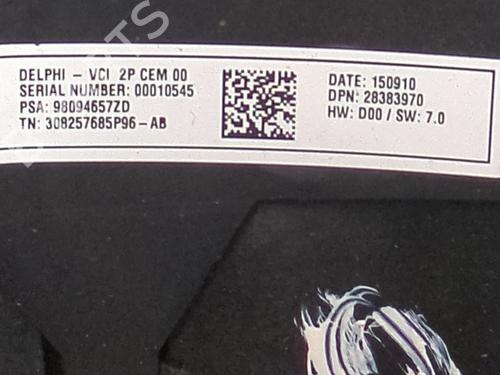 DELPHI - VCI 2P CEM 00
SERIAL NUMBER: 00010545
PSA: 98094657ZD
TN: 308257685P96-AB
DATE: 150910
DPN: 28383970
HW: D00 / SW: 7.0